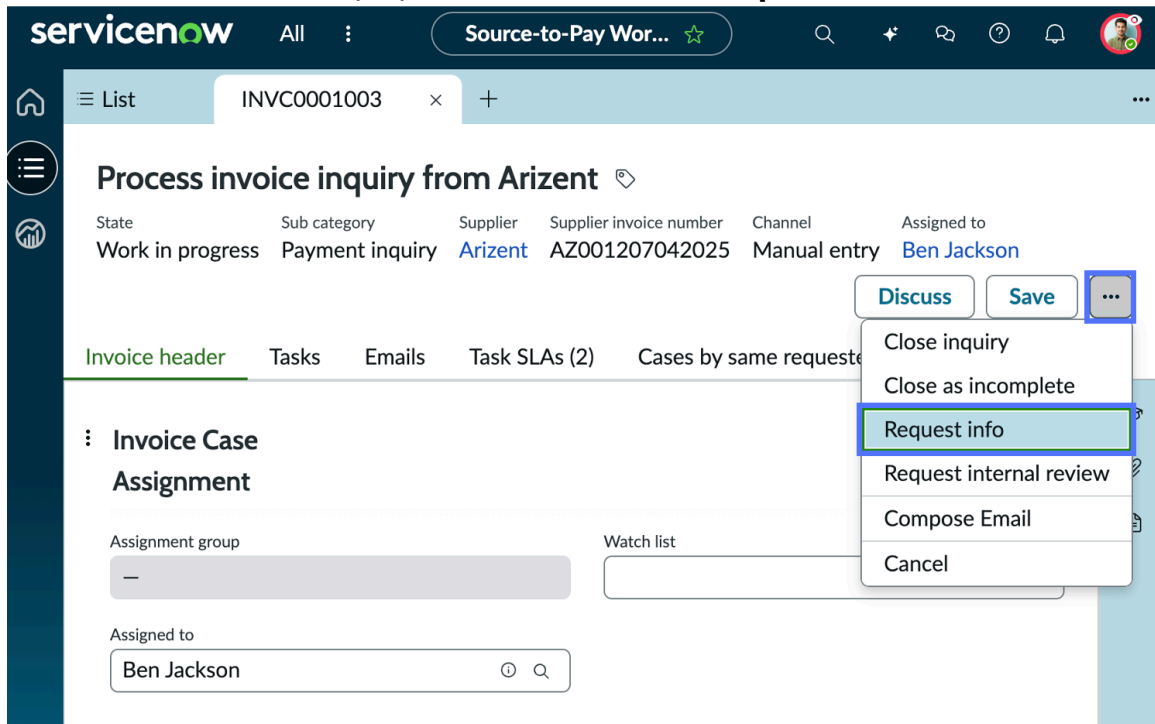 servicenow All Source-to-Pay Wor...
List INVC0001003
Process invoice inquiry from Arizent
State Sub category Supplier Supplier invoice number Channel Assigned to
Work in progress Payment inquiry Arizent AZ001207042025 Manual entry Ben Jackson
Discuss Save
Invoice header Tasks Emails Task SLAs (2) Cases by same requeste
Close inquiry
Close as incomplete
Request info
Request internal review
Compose Email
Cancel
Invoice Case
Assignment
Assignment group Watch list
—
Assigned to
Ben Jackson